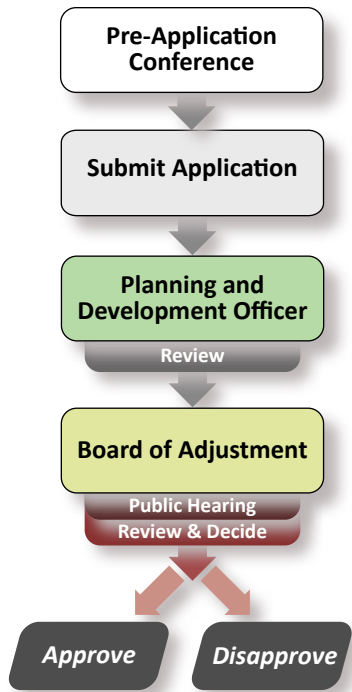 Pre-Application
Conference
Submit Application
Planning and
Development Officer
Review
Board of Adjustment
Public Hearing
Review & Decide
Approve
Disapprove